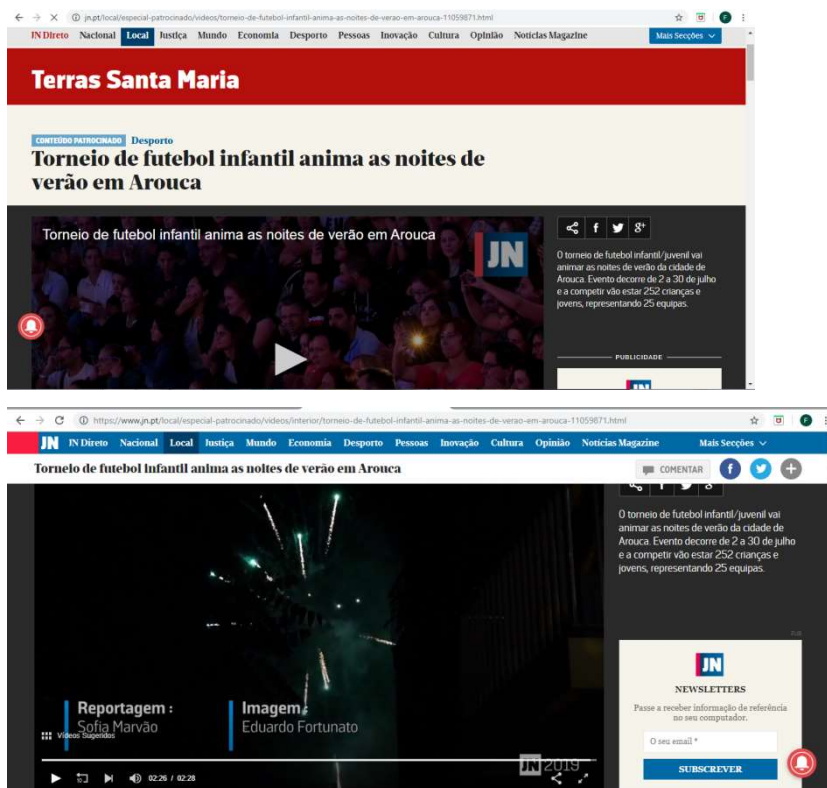 jn.pt/local/especial-patrocinado/videos/torneio-de-futebol-infantil-anima-as-noites-de-verao-em-arouca-11059871.html
IN Direto Nacional Local Justiça Mundo Economia Desporto Pessoas Inovação Cultura Opinião Notícias Magazine Mais Secções
Terras Santa Maria
CONTEÚDO PATROCINADO Desporto
Torneio de futebol infantil anima as noites de
verão em Arouca
Torneio de futebol infantil anima as noites de verão em Arouca
JN
f g+
O torneio de futebol infantil/juvenil vai
animar as noites de verão da cidade de
Arouca. Evento decorre de 2 a 30 de julho
e a competir vão estar 252 crianças e
jovens, representando 25 equipas.
PUBLICIDADE
https://www.jn.pt/local/especial-patrocinado/videos/interior/torneio-de-futebol-infantil-anima-as-noites-de-verao-em-arouca-11059871.html
JN IN Direto Nacional Local Justiça Mundo Economia Desporto Pessoas Inovação Cultura Opinião Notícias Magazine Mais Secções
Torneio de futebol infantil anima as noites de verão em Arouca
COMENTAR f +
O torneio de futebol infantil/juvenil vai
animar as noites de verão da cidade de
Arouca. Evento decorre de 2 a 30 de julho
e a competir vão estar 252 crianças e
jovens, representando 25 equipas.
Reportagem : Imagem:
Sofia Marvão Eduardo Fortunato
Vídeos Sugeridos
JN 2019
02:26 / 02:28
JN
NEWSLETTERS
Passe a receber informação de referência
no seu computador.
O seu email *
SUBSCREVER